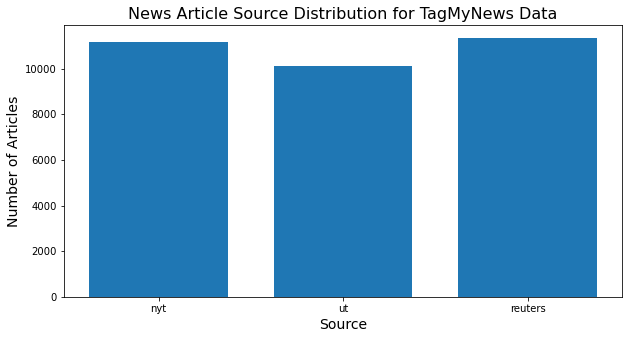 News Article Source Distribution for TagMyNews Data
Number of Articles
10000
8000
6000
4000
2000
0
nyt ut reuters
Source